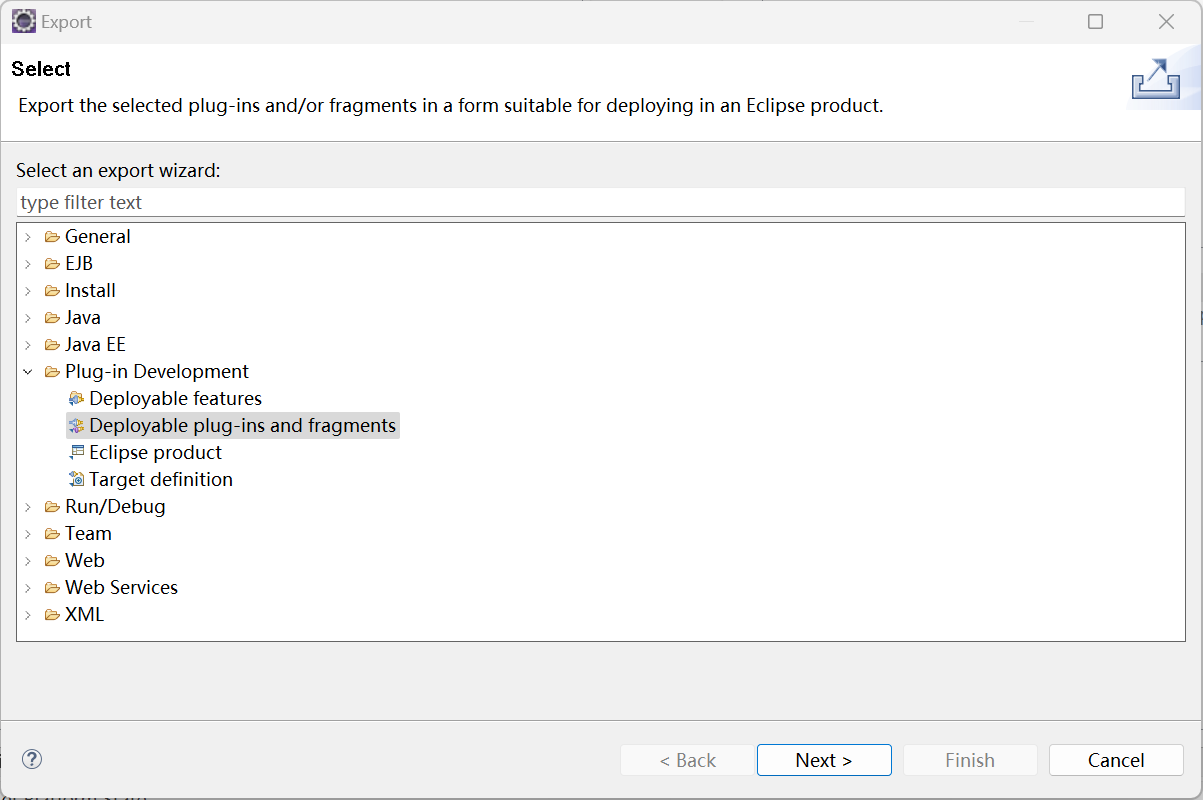 Export
Select
Export the selected plug-ins and/or fragments in a form suitable for deploying in an Eclipse product.
Select an export wizard:
type filter text
General
EJB
Install
Java
Java EE
Plug-in Development
Deployable features
Deployable plug-ins and fragments
Eclipse product
Target definition
Run/Debug
Team
Web
Web Services
XML
?
< Back
Next >
Finish
Cancel